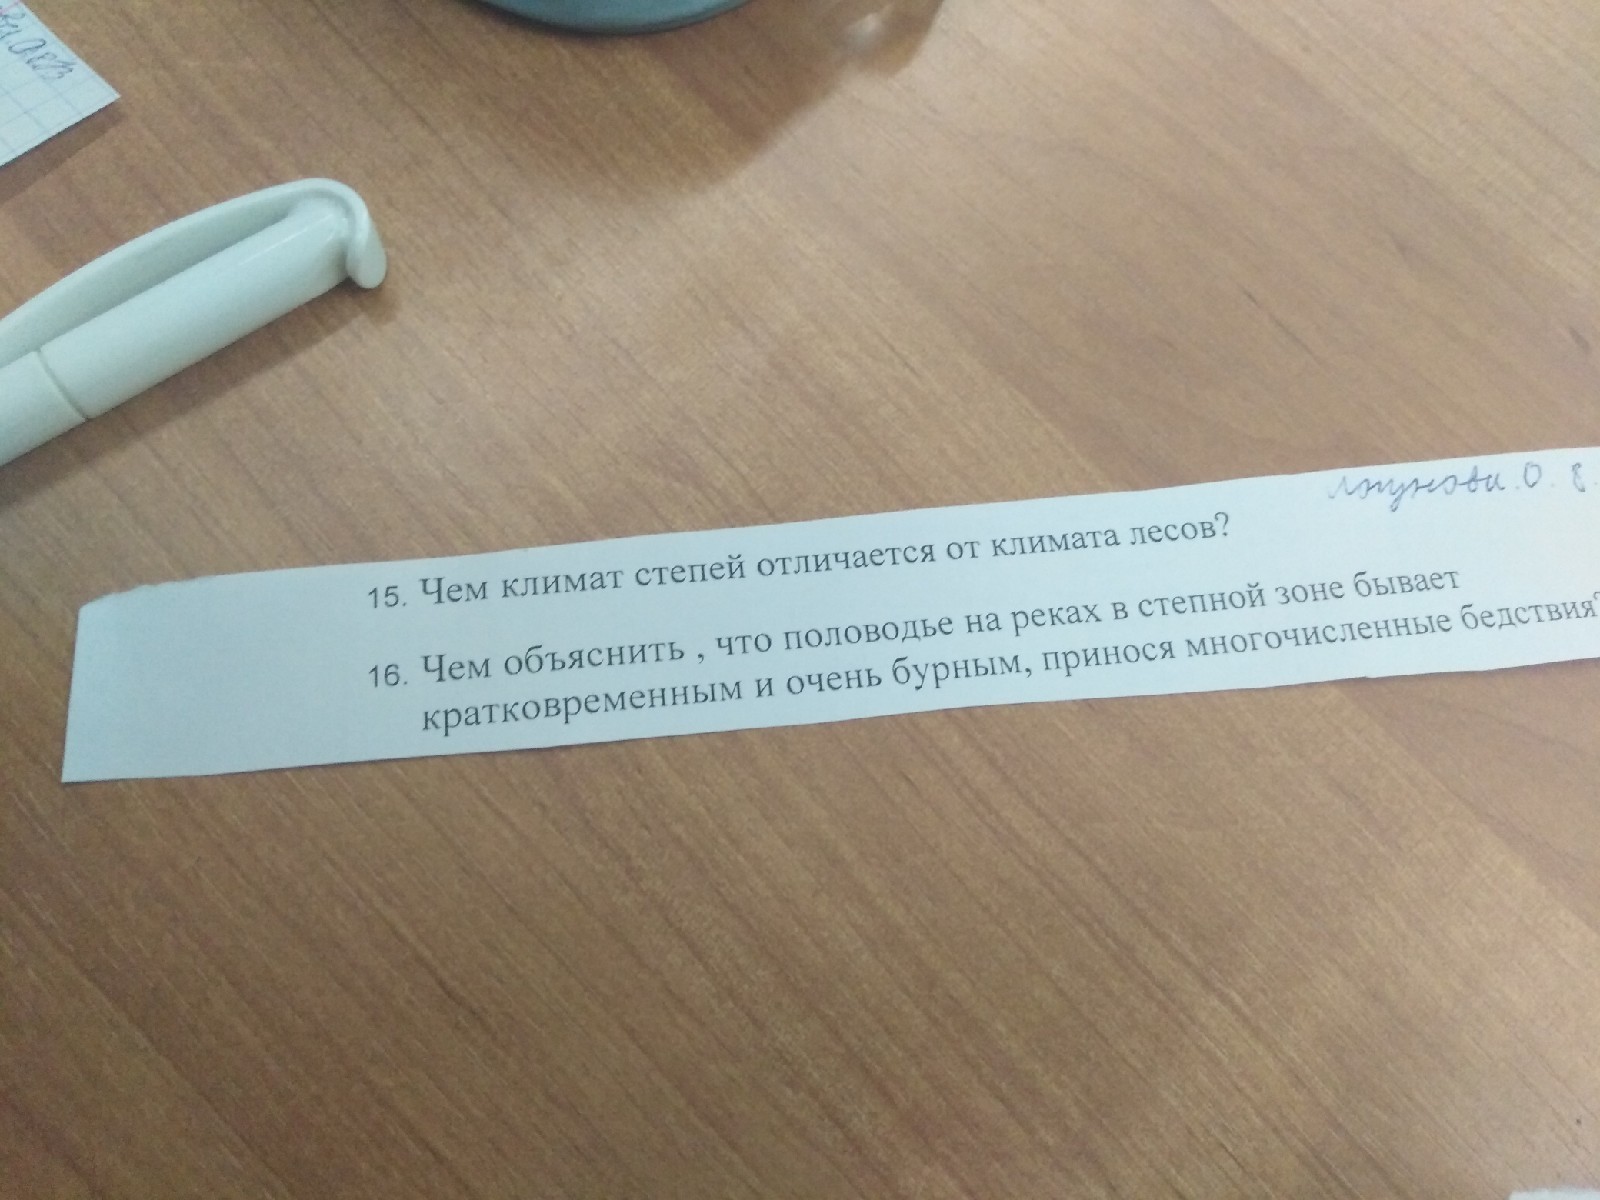 15. Чем климат степей отличается от климата лесов?
16. Чем объяснить , что половодье на реках в степной зоне бывает
кратковременным и очень бурным, принося многочисленные бедствия?